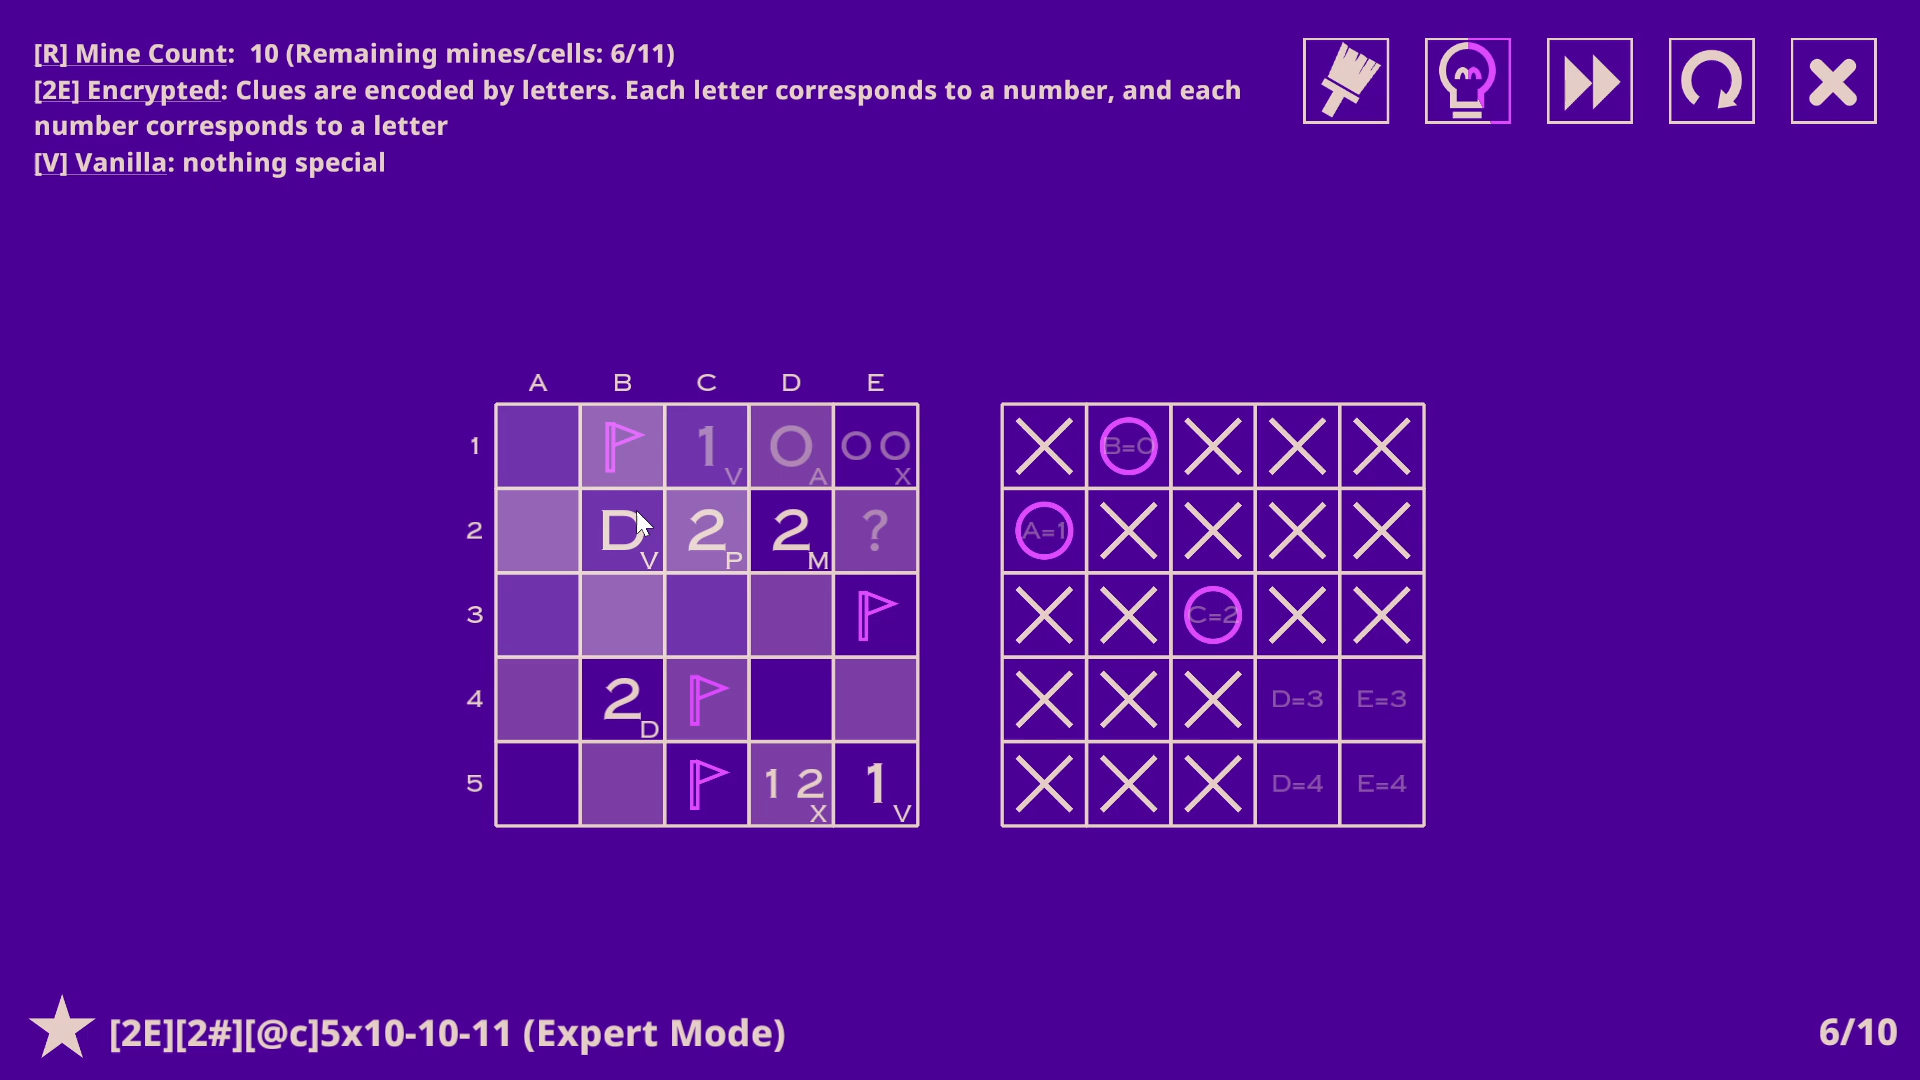 [R] Mine Count: 10 (Remaining mines/cells: 6/11)
[2E] Encrypted: Clues are encoded by letters. Each letter corresponds to a number, and each
number corresponds to a letter
[V] Vanilla: nothing special
A B C D E
1 1 V O A O O X B=0
2 D V 2 P 2 M ? A=1
3 C=2
4 2 D D=3 E=3
5 1 2 X 1 V D=4 E=4
[2E][2#][@c]5x10-10-11 (Expert Mode)
6/10